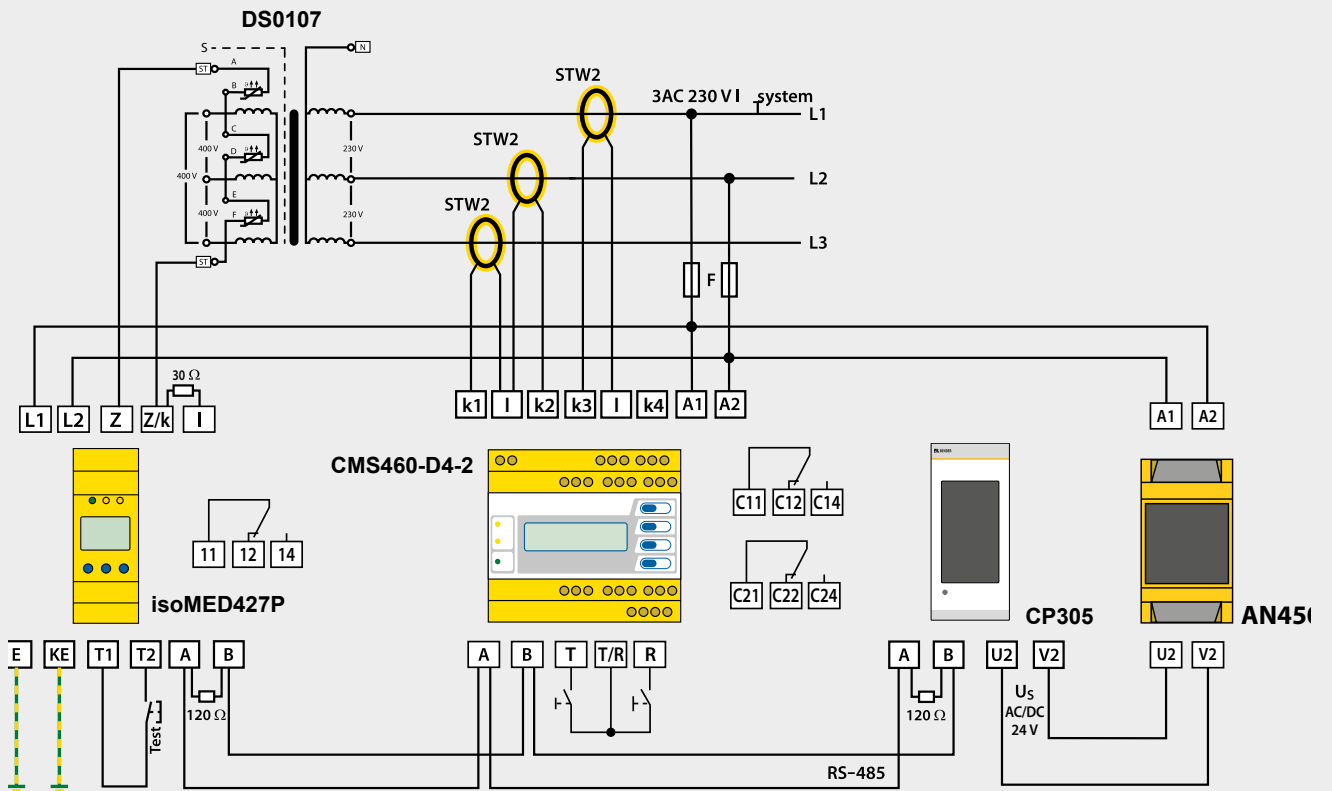 DS0107
S
N
A
ST
B
STW2
3AC 230 V I system
L1
C
400 V
230 V
D
STW2
400 V
L2
E
STW2
400 V
F
230 V
L3
ST
F
30 Ω
L1 L2 Z Z/k l
k1 l k2 k3 l k4 A1 A2
A1 A2
CMS460-D4-2
BENDER
C11 C12 C14
11 12 14
isoMED427P
C21 C22 C24
CP305
AN450
E KE T1 T2 A B
A B T T/R R
A B U2 V2
U2 V2
120 Ω
Test
120 Ω
US
AC/DC
24 V
RS-485